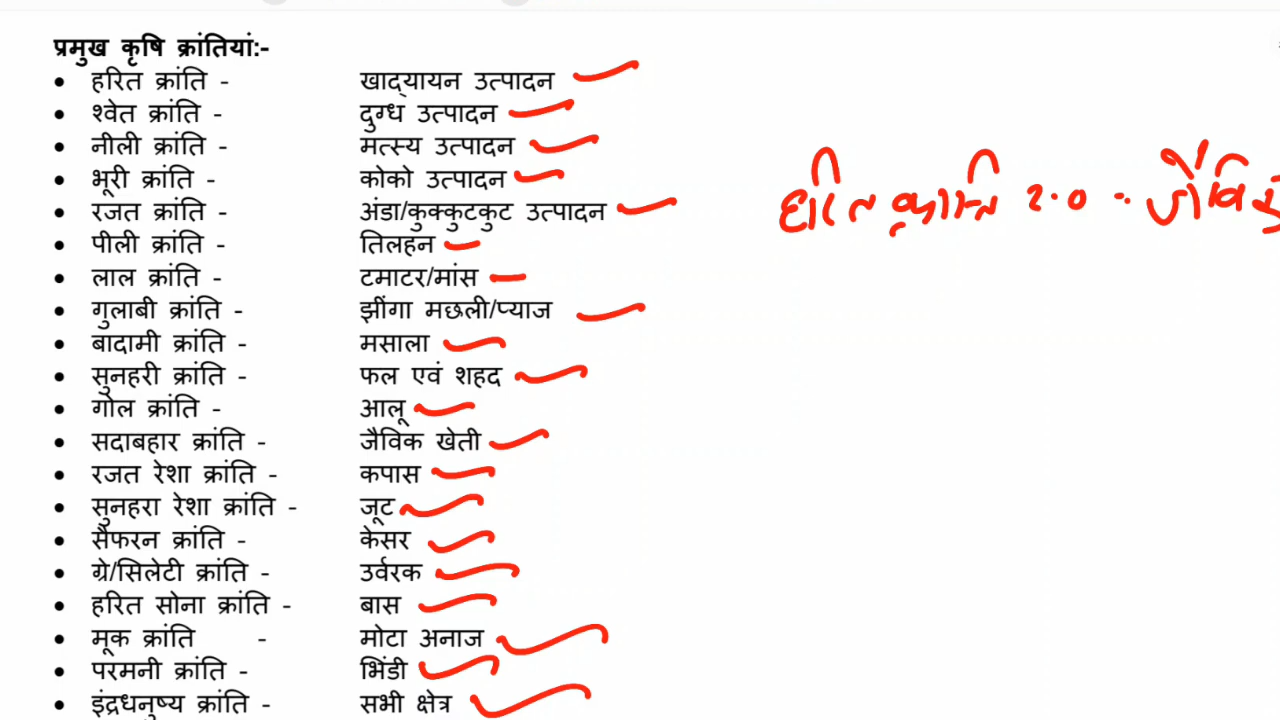 प्रमुख कृषि क्रांतियां:-
• हरित क्रांति - खाद्यायन उत्पादन
• श्वेत क्रांति - दुग्ध उत्पादन
• नीली क्रांति - मत्स्य उत्पादन
• भूरी क्रांति - कोको उत्पादन
• रजत क्रांति - अंडा/कुक्कुटकुट उत्पादन
• पीली क्रांति - तिलहन
• लाल क्रांति - टमाटर/मांस
• गुलाबी क्रांति - झींगा मछली/प्याज
• बादामी क्रांति - मसाला
• सुनहरी क्रांति - फल एवं शहद
• गोल क्रांति - आलू
• सदाबहार क्रांति - जैविक खेती
• रजत रेशा क्रांति - कपास
• सुनहरा रेशा क्रांति - जूट
• सैफरन क्रांति - केसर
• ग्रे/सिलेटी क्रांति - उर्वरक
• हरित सोना क्रांति - बास
• मूक क्रांति - मोटा अनाज
• परमनी क्रांति - भिंडी
• इंद्रधनुष्य क्रांति - सभी क्षेत्र
हरित क्रान्ति 2.0 -